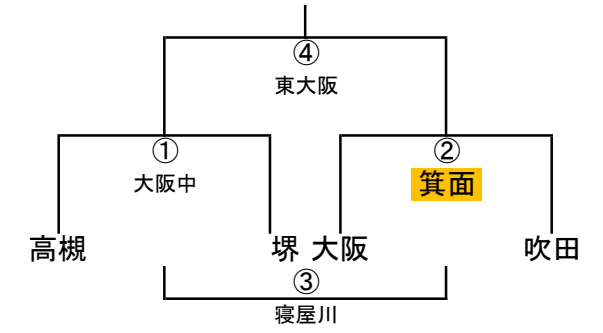 ④
東大阪
① ②
大阪中 箕面
高槻 堺 大阪 吹田
③
寝屋川